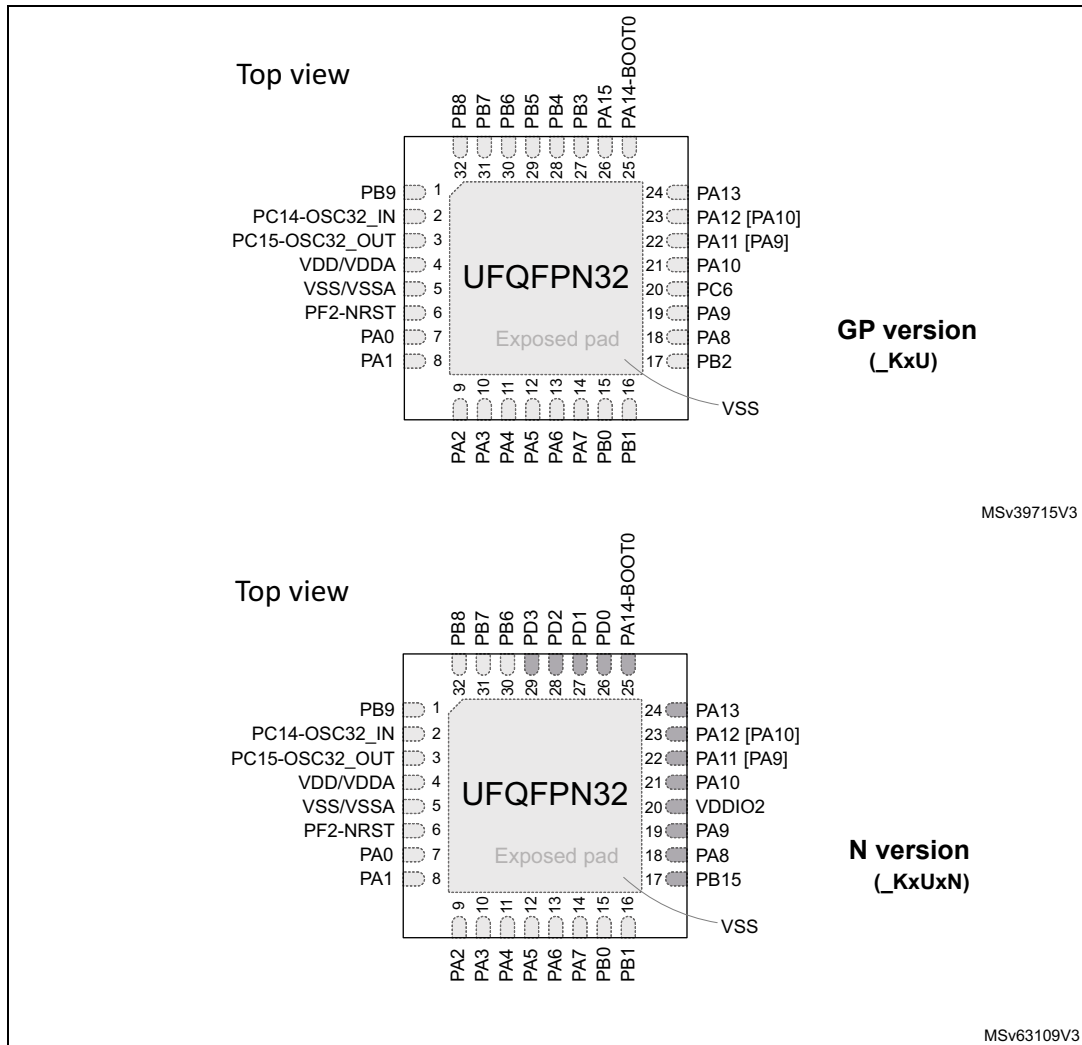 Top view
PB8
PB7
PB6
PB5
PB4
PB3
PA15
PA14-BOOT0
32
31
30
29
28
27
26
25
PB9 1
PC14-OSC32_IN 2
PC15-OSC32_OUT 3
VDD/VDDA 4
VSS/VSSA 5
PF2-NRST 6
PA0 7
PA1 8
24 PA13
23 PA12 [PA10]
22 PA11 [PA9]
21 PA10
20 PC6
19 PA9
18 PA8
17 PB2
UFQFPN32
Exposed pad
VSS
9
10
11
12
13
14
15
16
PA2
PA3
PA4
PA5
PA6
PA7
PB0
PB1
GP version
(_KxU)
MSv39715V3
Top view
PB8
PB7
PB6
PD3
PD2
PD1
PD0
PA14-BOOT0
32
31
30
29
28
27
26
25
PB9 1
PC14-OSC32_IN 2
PC15-OSC32_OUT 3
VDD/VDDA 4
VSS/VSSA 5
PF2-NRST 6
PA0 7
PA1 8
24 PA13
23 PA12 [PA10]
22 PA11 [PA9]
21 PA10
20 VDDIO2
19 PA9
18 PA8
17 PB15
UFQFPN32
Exposed pad
VSS
9
10
11
12
13
14
15
16
PA2
PA3
PA4
PA5
PA6
PA7
PB0
PB1
N version
(_KxUxN)
MSv63109V3